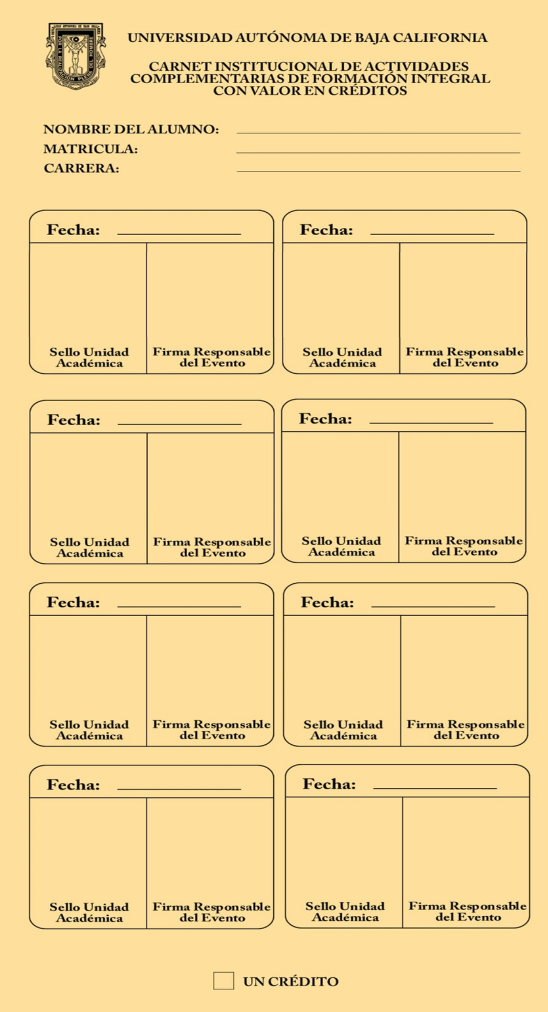 UNIVERSIDAD AUTÓNOMA DE BAJA CALIFORNIA
CARNET INSTITUCIONAL DE ACTIVIDADES
COMPLEMENTARIAS DE FORMACIÓN INTEGRAL
CON VALOR EN CRÉDITOS
NOMBRE DEL ALUMNO:
MATRICULA:
CARRERA:
Fecha:
Sello Unidad
Académica
Firma Responsable
del Evento
Fecha:
Sello Unidad
Académica
Firma Responsable
del Evento
Fecha:
Sello Unidad
Académica
Firma Responsable
del Evento
Fecha:
Sello Unidad
Académica
Firma Responsable
del Evento
Fecha:
Sello Unidad
Académica
Firma Responsable
del Evento
Fecha:
Sello Unidad
Académica
Firma Responsable
del Evento
Fecha:
Sello Unidad
Académica
Firma Responsable
del Evento
Fecha:
Sello Unidad
Académica
Firma Responsable
del Evento
UN CRÉDITO